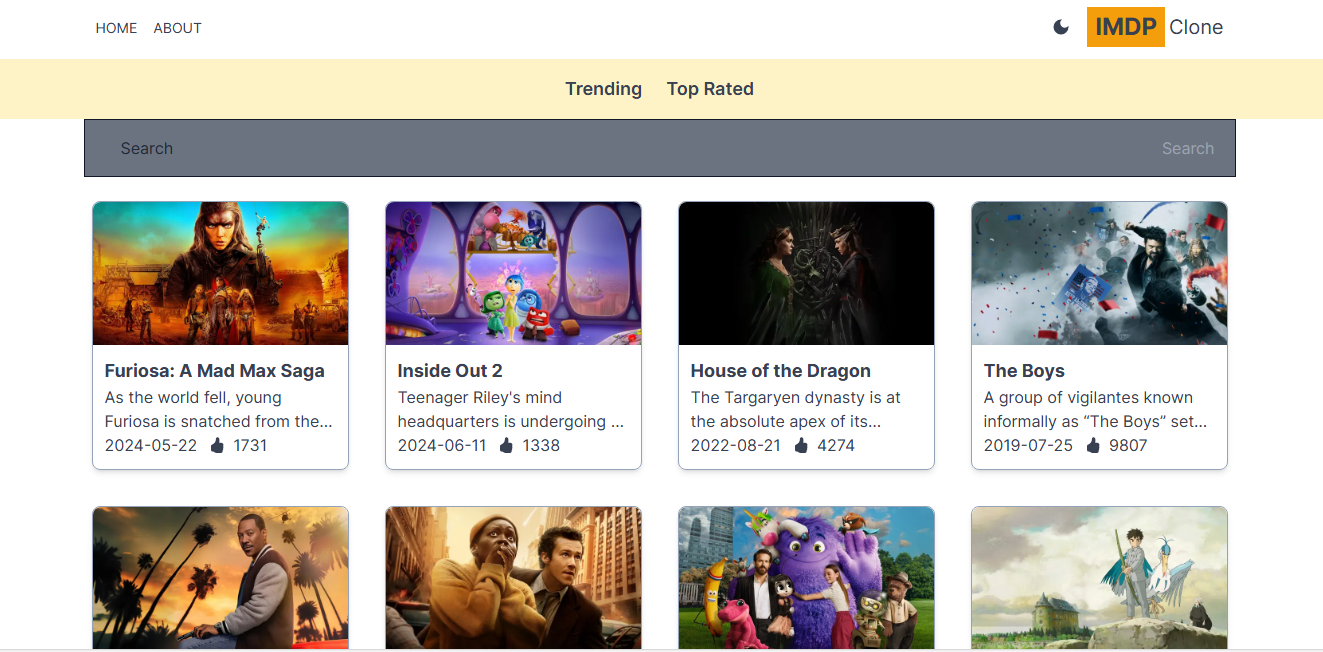 HOME ABOUT IMDP Clone
Trending Top Rated
Search Search
Furiosa: A Mad Max Saga
As the world fell, young
Furiosa is snatched from the...
2024-05-22 1731
Inside Out 2
Teenager Riley's mind
headquarters is undergoing ...
2024-06-11 1338
House of the Dragon
The Targaryen dynasty is at
the absolute apex of its...
2022-08-21 4274
The Boys
A group of vigilantes known
informally as “The Boys” set...
2019-07-25 9807